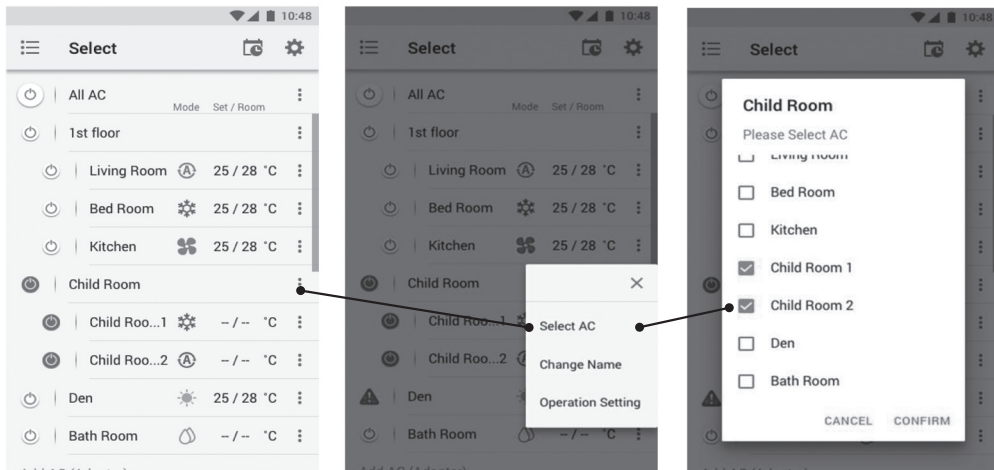 10:48
Select
All AC
Mode Set / Room
1st floor
Living Room A 25 / 28 °C
Bed Room 25 / 28 °C
Kitchen 25 / 28 °C
Child Room
Child Roo...1 -- / -- °C
Child Roo...2 A -- / -- °C
Den 25 / 28 °C
Bath Room -- / -- °C
10:48
Select
All AC
Mode Set / Room
1st floor
Living Room A 25 / 28 °C
Bed Room 25 / 28 °C
Kitchen 25 / 28 °C
Child Room
Child Roo...1
Child Roo...2
Den
Bath Room -- / -- °C
Select AC
Change Name
Operation Setting
10:48
Select
Child Room
Please Select AC
Living Room
Bed Room
Kitchen
Child Room 1
Child Room 2
Den
Bath Room
CANCEL CONFIRM